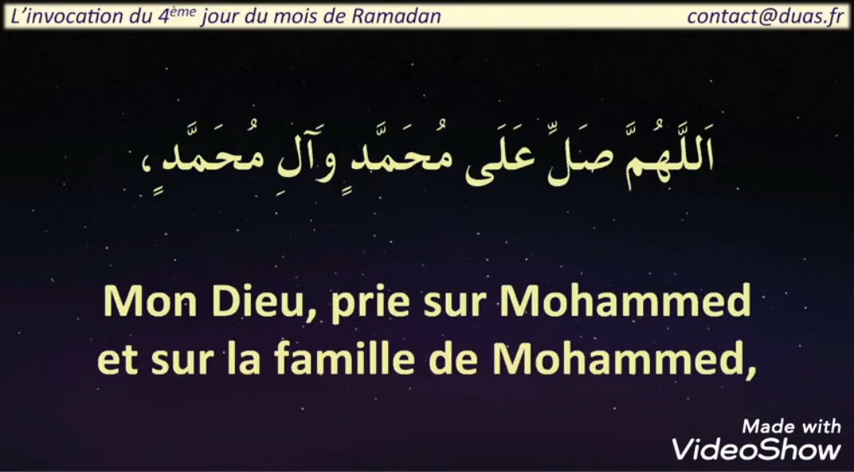 L'invocation du 4ème jour du mois de Ramadan
contact@duas.fr
اَللَّهُمَّ صَلِّ عَلَى مُحَمَّدٍ وَآلِ مُحَمَّدٍ،
Mon Dieu, prie sur Mohammed
et sur la famille de Mohammed,
Made with
VideoShow